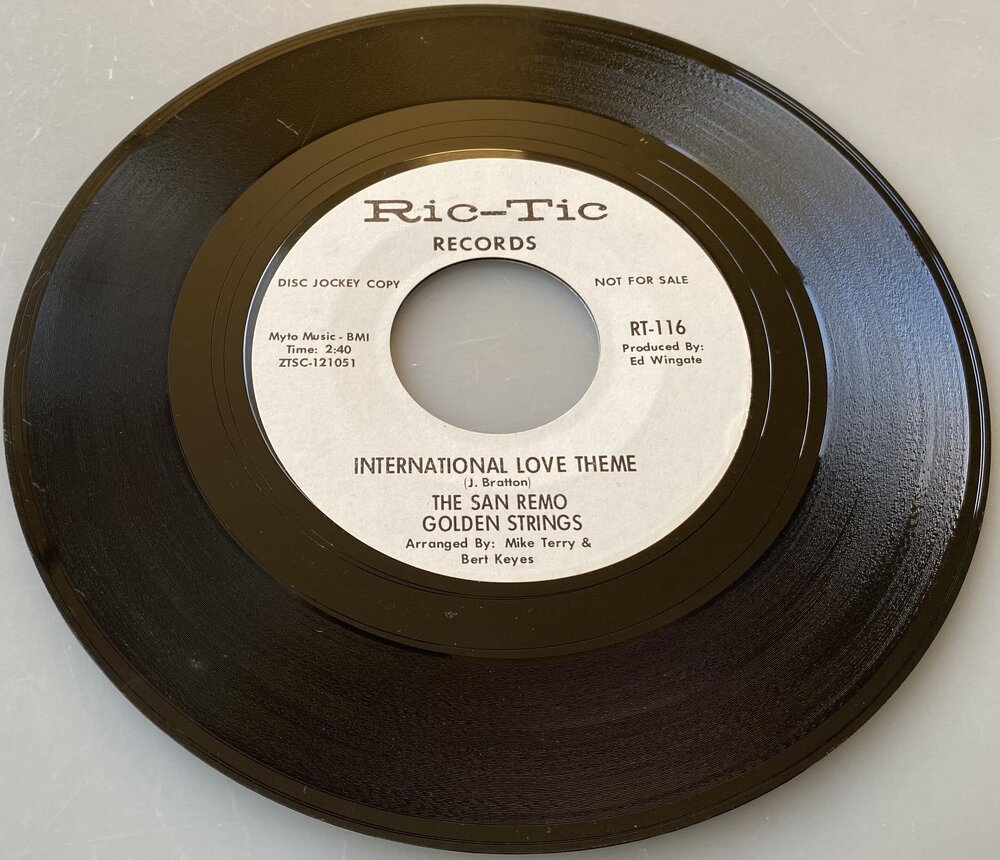 Ric-Tic
RECORDS
DISC JOCKEY COPY
NOT FOR SALE
Myto Music - BMI
Time: 2:40
ZTSC-121051
RT-116
Produced By:
Ed Wingate
INTERNATIONAL LOVE THEME
(J. Bratton)
THE SAN REMO
GOLDEN STRINGS
Arranged By: Mike Terry &
Bert Keyes